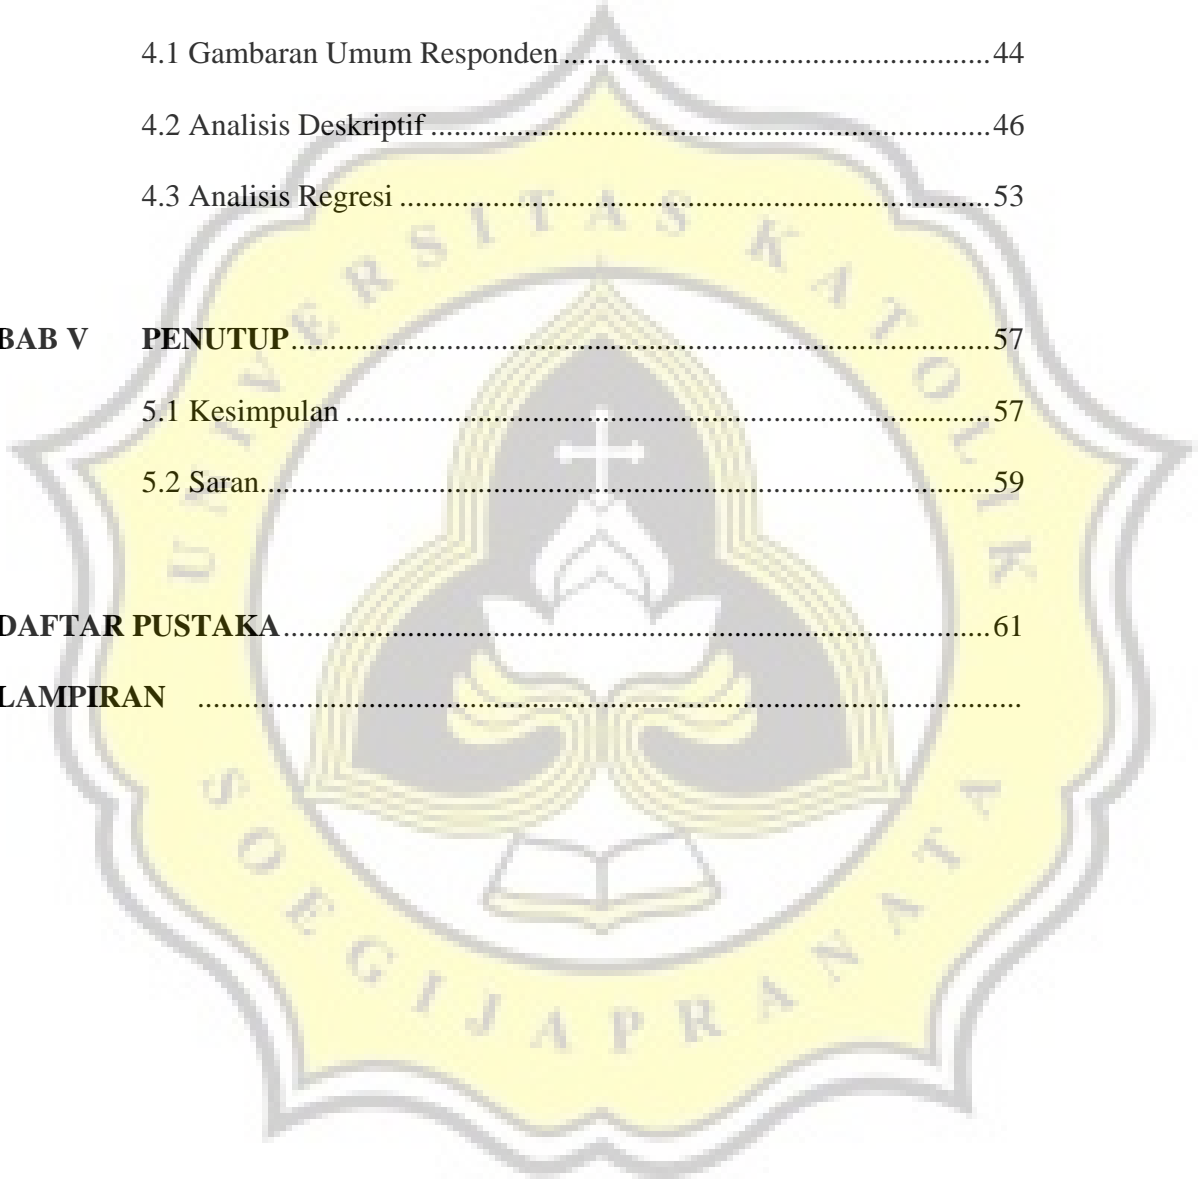 4.1 Gambaran Umum Responden ........................................................ 44
4.2 Analisis Deskriptif ........................................................................ 46
4.3 Analisis Regresi ............................................................................ 53
BAB V PENUTUP ........................................................................................ 57
5.1 Kesimpulan .................................................................................. 57
5.2 Saran ............................................................................................. 59
DAFTAR PUSTAKA ......................................................................................... 61
LAMPIRAN .........................................................................................................
UNIVERSITAS KATOLIK
SOEGIJAPRANATA